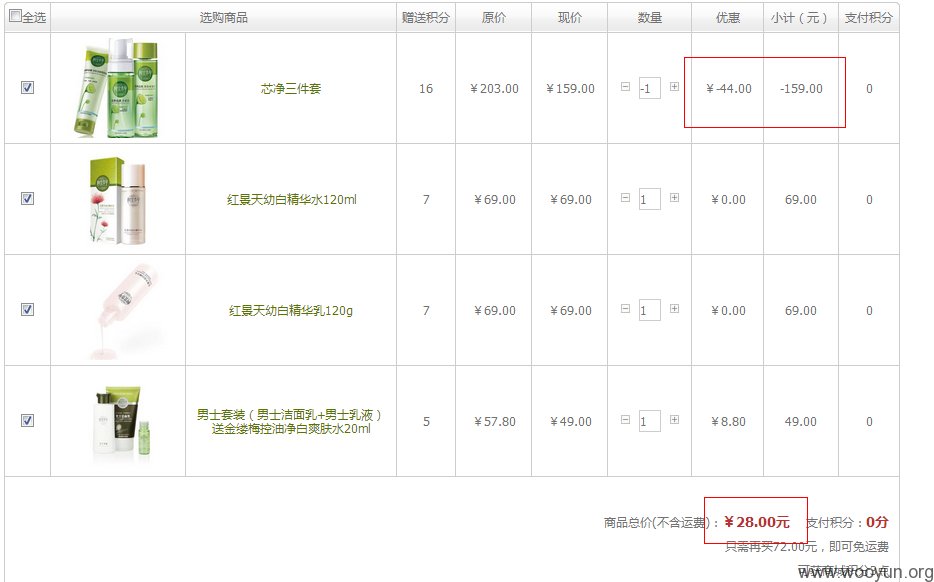 全选 选购商品 赠送积分 原价 现价 数量 优惠 小计（元） 支付积分
芯净三件套 16 ￥203.00 ￥159.00 -1 ￥-44.00 -159.00 0
红景天幼白精华水120ml 7 ￥69.00 ￥69.00 1 ￥0.00 69.00 0
红景天幼白精华乳120g 7 ￥69.00 ￥69.00 1 ￥0.00 69.00 0
男士套装（男士洁面乳+男士乳液）
送金缕梅控油净白爽肤水20ml 5 ￥57.80 ￥49.00 1 ￥8.80 49.00 0
商品总价(不含运费)：￥28.00元 支付积分：0分
只需再买72.00元，即可免运费
可获商城积分3点
www.wooyun.org